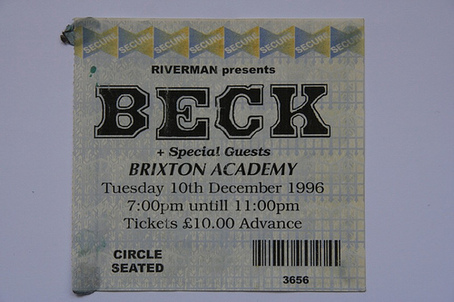 SECURE SECURE SECURE SECURE SECURE SECURE SECURE SECURE
RIVERMAN presents
BECK
+ Special Guests
BRIXTON ACADEMY
Tuesday 10th December 1996
7:00pm untill 11:00pm
Tickets £10.00 Advance
CIRCLE
SEATED
3656